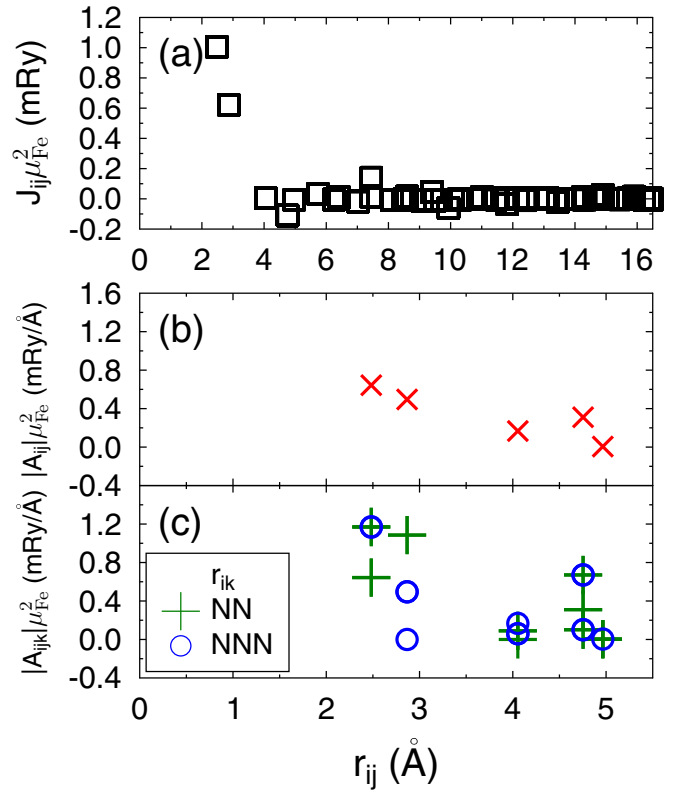 1.2
1.0
0.8
0.6
0.4
0.2
0.0
-0.2
J_ij μ²_Fe (mRy)
(a)
0 2 4 6 8 10 12 14 16
1.6
1.2
0.8
0.4
0.0
-0.4
|A_ij|μ²_Fe (mRy/Å)
(b)
1.2
0.8
0.4
0.0
-0.4
|A_ijk|μ²_Fe (mRy/Å)
(c)
r_ik
NN
NNN
0 1 2 3 4 5
r_ij (Å)